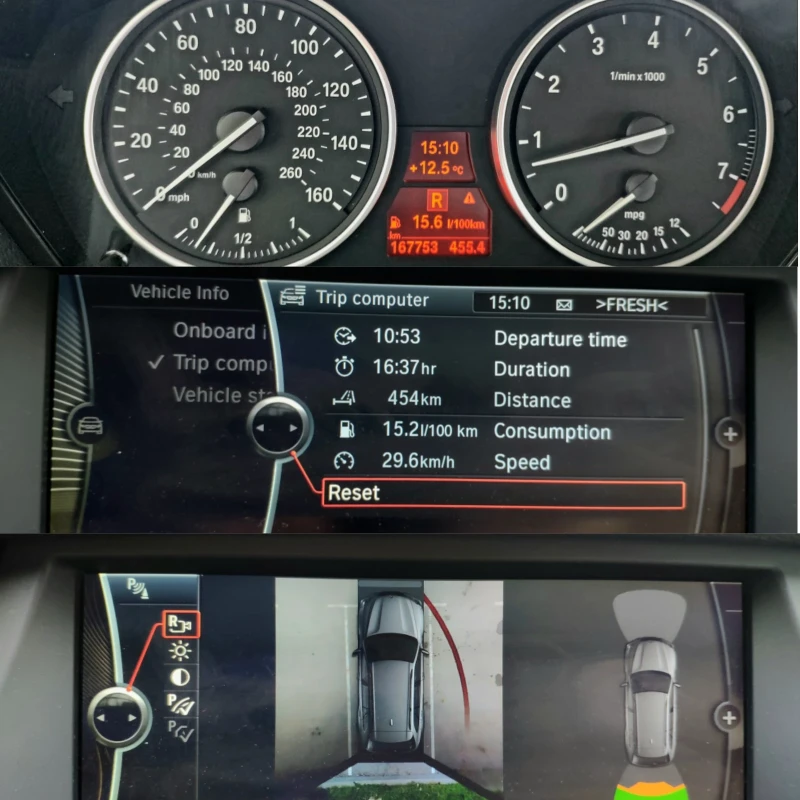 20 40 60 80 100 120 140 160
20 40 60 80 100 120 140 160 180 200 220 240 260
0 km/h
0 mph
0 1/2 1
15:10
+12.5 °C
R
15.6 l/100km
km
167753 455.4
0 1 2 3 4 5 6 7
1/min x 1000
mpg
50 30 20 15 12
Vehicle Info
Onboard i
Trip comp
Vehicle st
Trip computer
15:10 >FRESH<
10:53 Departure time
16:37hr Duration
454km Distance
15.2l/100 km Consumption
29.6km/h Speed
Reset
P
R
P
P